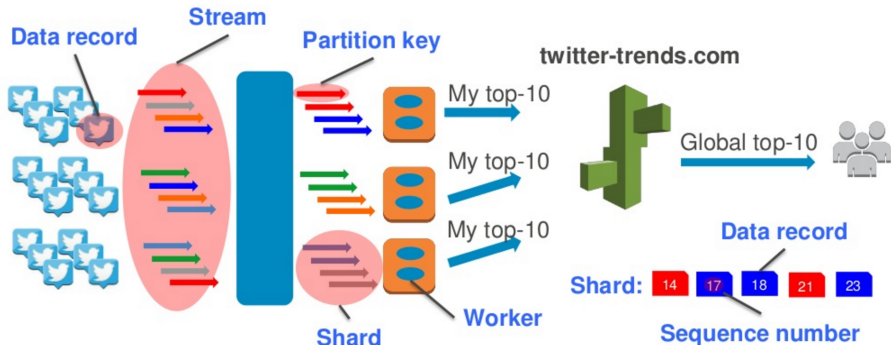 Stream
Data record
Partition key
twitter-trends.com
My top-10
My top-10
My top-10
Global top-10
Data record
Shard: 14 17 18 21 23
Shard
Worker
Sequence number